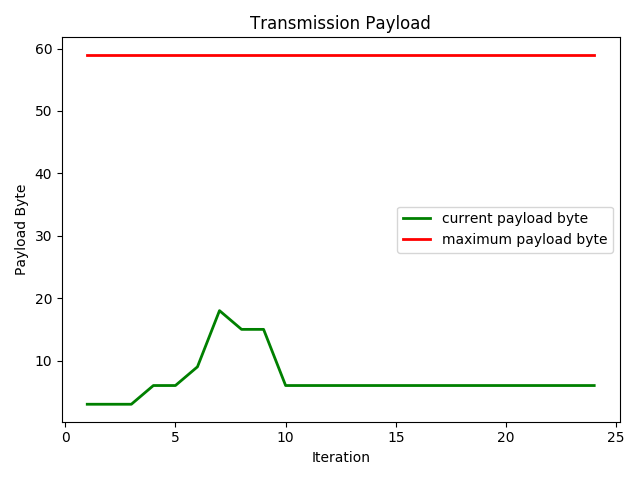 Transmission Payload
Payload Byte
60
50
40
30
20
10
current payload byte
maximum payload byte
0 5 10 15 20 25
Iteration